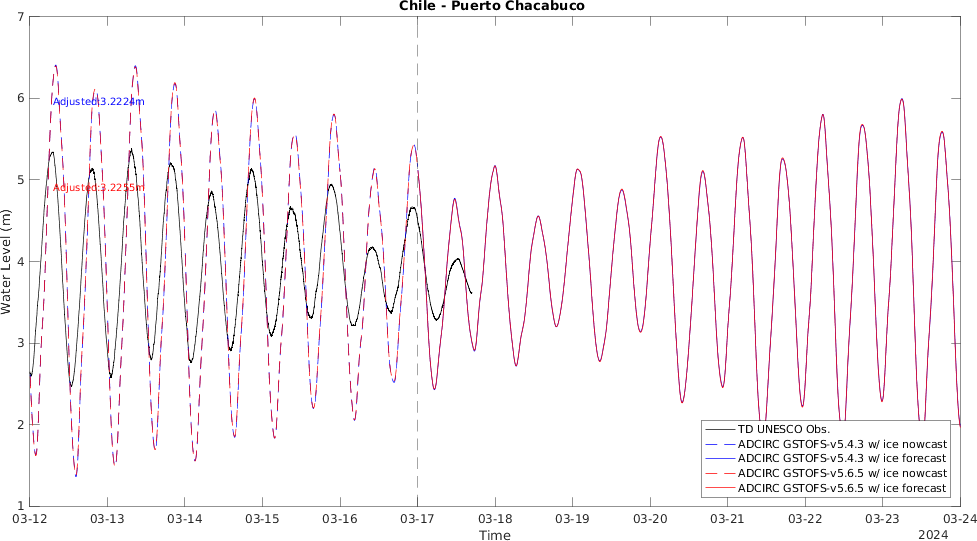 Chile - Puerto Chacabuco
7
6
5
4
3
2
1
Water Level (m)
Adjusted:3.2224m
Adjusted:3.2255m
TD UNESCO Obs.
ADCIRC GSTOFS-v5.4.3 w/ ice nowcast
ADCIRC GSTOFS-v5.4.3 w/ ice forecast
ADCIRC GSTOFS-v5.6.5 w/ ice nowcast
ADCIRC GSTOFS-v5.6.5 w/ ice forecast
03-12 03-13 03-14 03-15 03-16 03-17 03-18 03-19 03-20 03-21 03-22 03-23 03-24
Time
2024